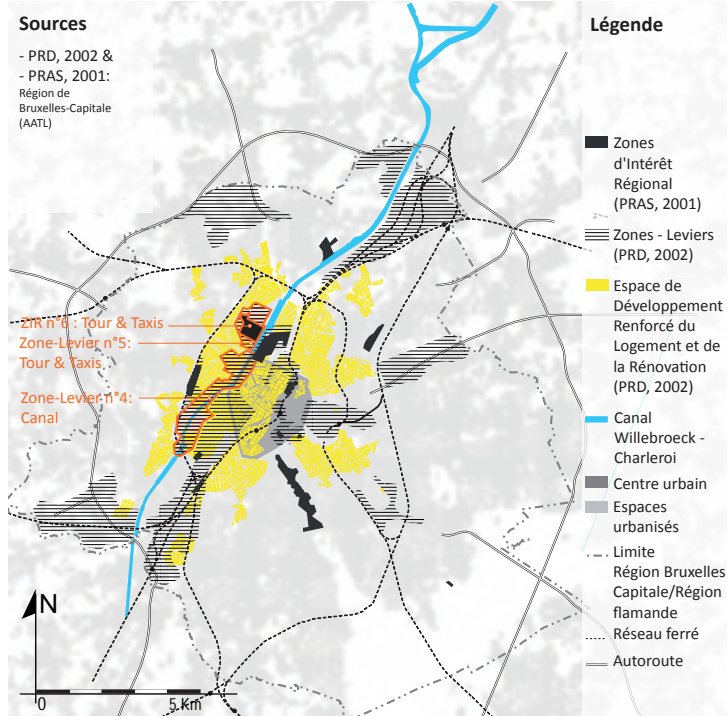 Sources
- PRD, 2002 &
- PRAS, 2001:
Région de
Bruxelles-Capitale
(AATL)
ZIR n°6 : Tour & Taxis
Zone-Levier n°5:
Tour & Taxis
Zone-Levier n°4:
Canal
N
0 5 Km
Légende
Zones
d'Intérêt
Régional
(PRAS, 2001)
Zones - Leviers
(PRD, 2002)
Espace de
Développement
Renforcé du
Logement et de
la Rénovation
(PRD, 2002)
Canal
Willebroeck -
Charleroi
Centre urbain
Espaces
urbanisés
Limite
Région Bruxelles
Capitale/Région
flamande
Réseau ferré
Autoroute